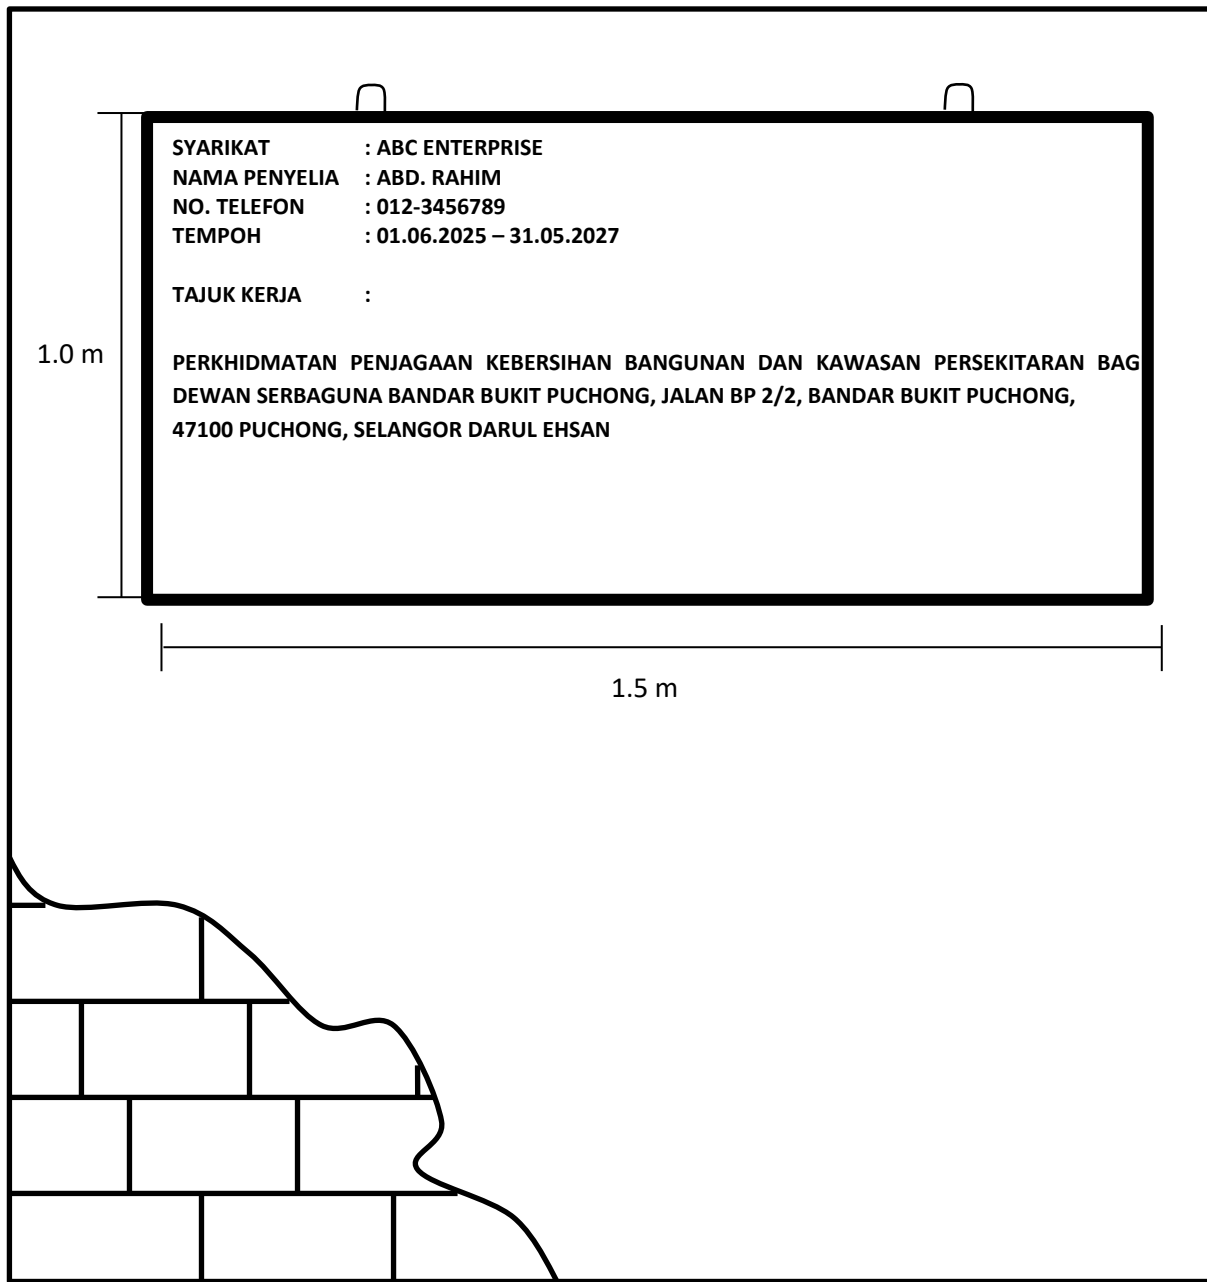 SYARIKAT : ABC ENTERPRISE
NAMA PENYELIA : ABD. RAHIM
NO. TELEFON : 012-3456789
TEMPOH : 01.06.2025 – 31.05.2027
TAJUK KERJA :
1.0 m
PERKHIDMATAN PENJAGAAN KEBERSIHAN BANGUNAN DAN KAWASAN PERSEKITARAN BAG
DEWAN SERBAGUNA BANDAR BUKIT PUCHONG, JALAN BP 2/2, BANDAR BUKIT PUCHONG,
47100 PUCHONG, SELANGOR DARUL EHSAN
1.5 m